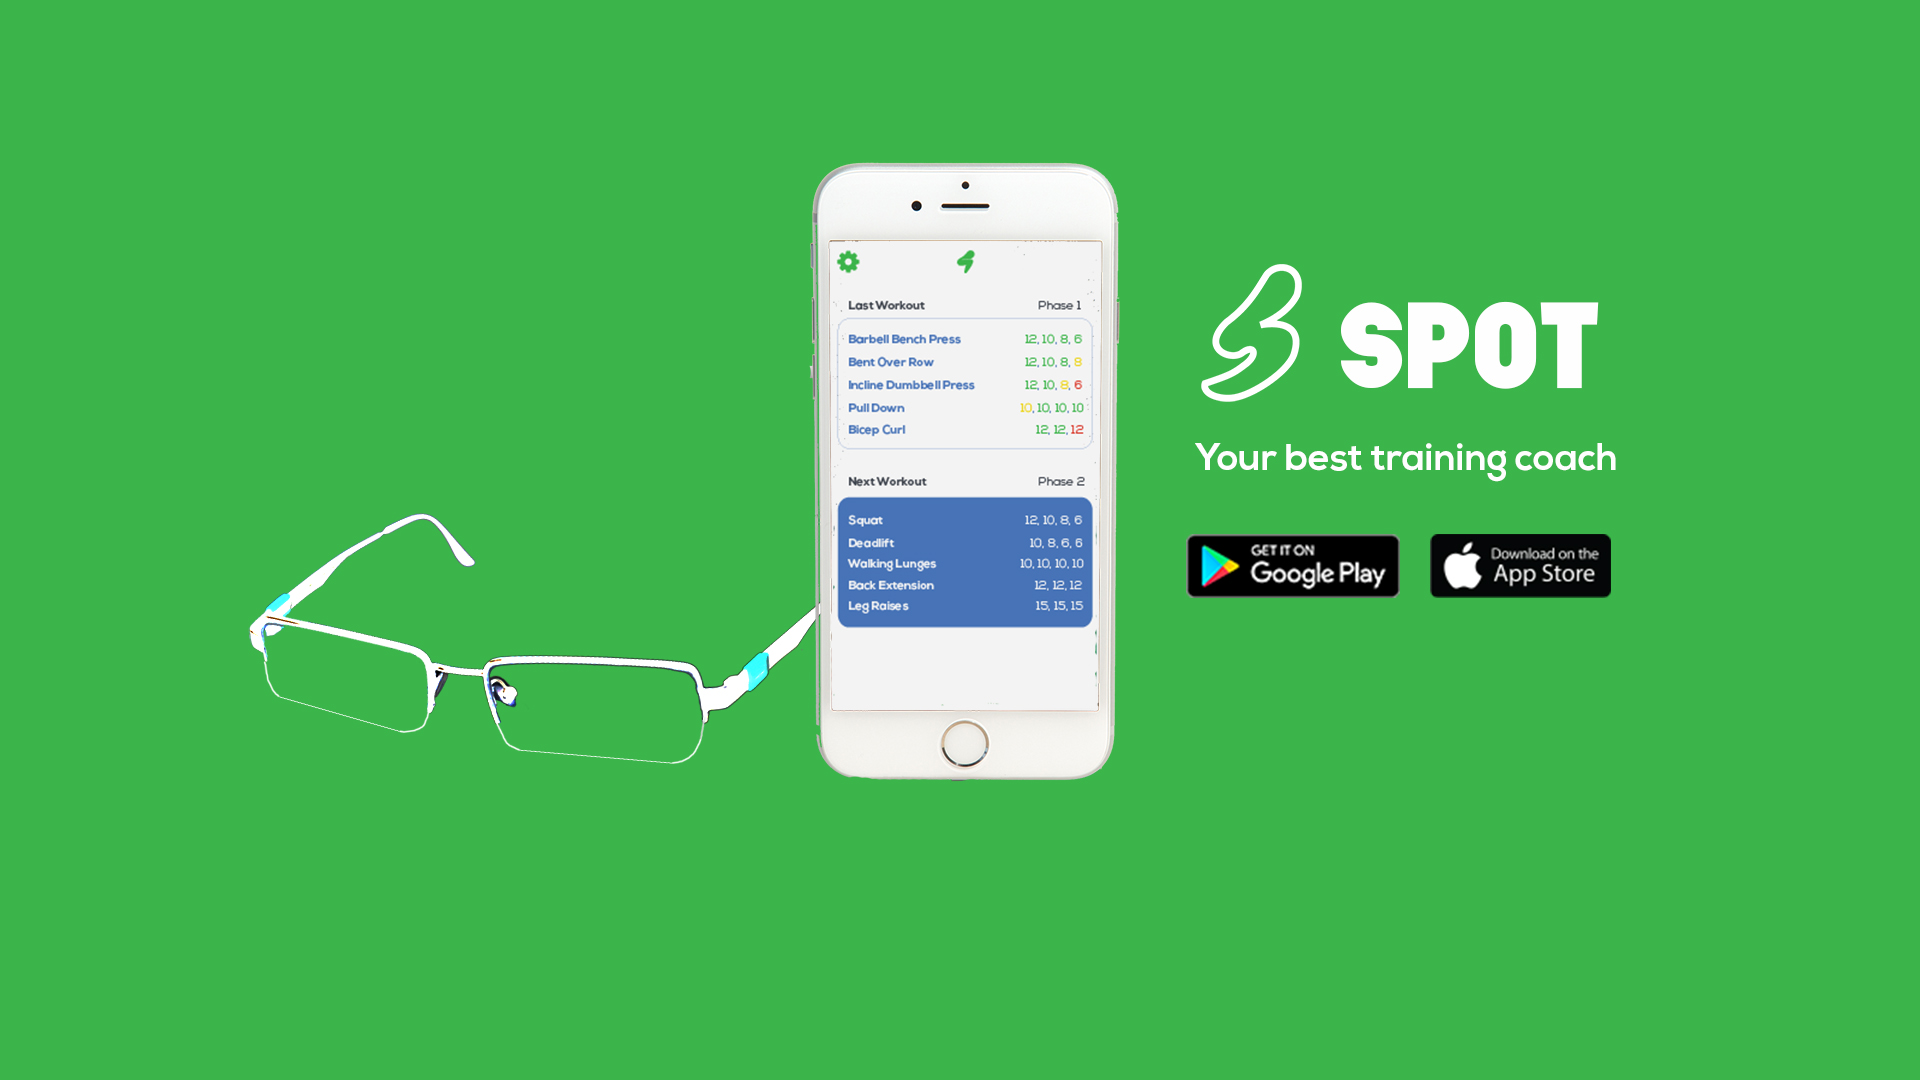 Last Workout Phase 1
Barbell Bench Press 12, 10, 8, 6
Bent Over Row 12, 10, 8, 8
Incline Dumbbell Press 12, 10, 8, 6
Pull Down 10, 10, 10, 10
Bicep Curl 12, 12, 12
Next Workout Phase 2
Squat 12, 10, 8, 6
Deadlift 10, 8, 6, 6
Walking Lunges 10, 10, 10, 10
Back Extension 12, 12, 12
Leg Raises 15, 15, 15
SPOT
Your best training coach
GET IT ON
Google Play
Download on the
App Store